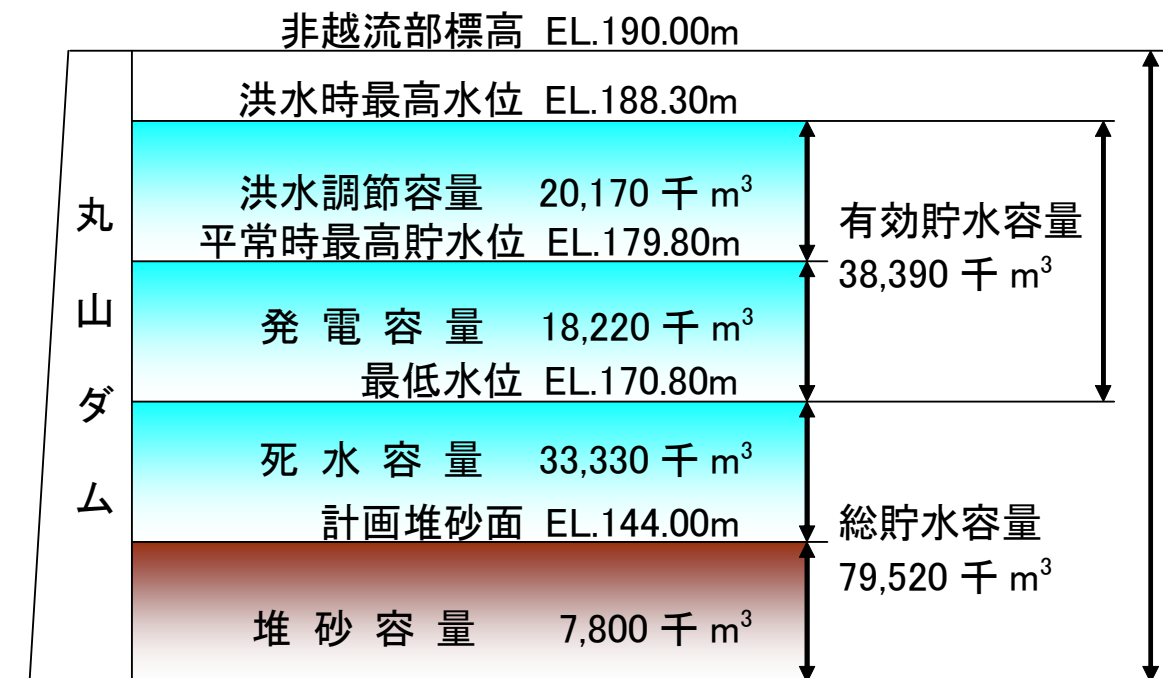 非越流部標高 EL.190.00m
洪水時最高水位 EL.188.30m
洪水調節容量 20,170 千 m³
平常時最高貯水位 EL.179.80m
発電容量 18,220 千 m³
最低水位 EL.170.80m
死水容量 33,330 千 m³
計画堆砂面 EL.144.00m
堆砂容量 7,800 千 m³
丸山ダム
有効貯水容量
38,390 千 m³
総貯水容量
79,520 千 m³